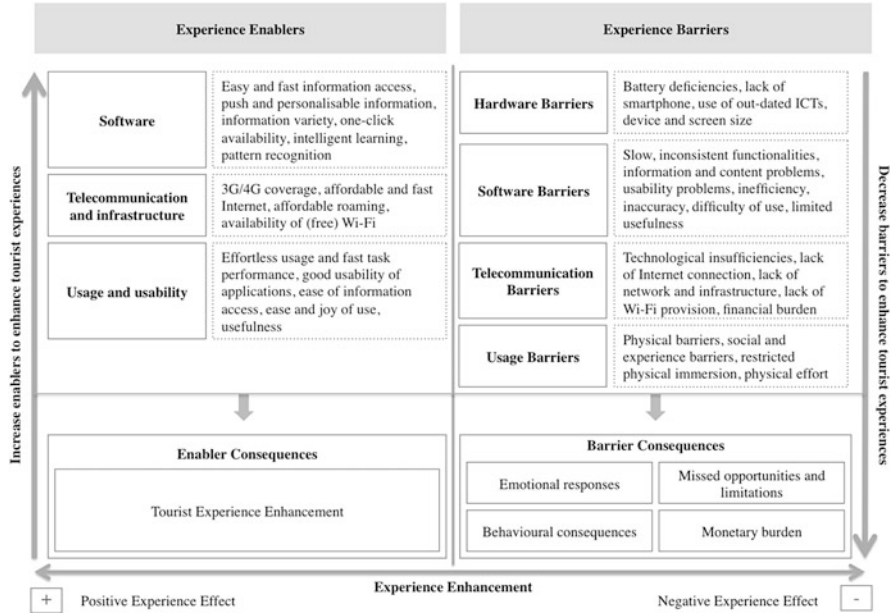 Experience Enablers
Experience Barriers
Increase enablers to enhance tourist experiences
Software
Easy and fast information access,
push and personalisable information,
information variety, one-click
availability, intelligent learning,
pattern recognition
Telecommunication
and infrastructure
3G/4G coverage, affordable and fast
Internet, affordable roaming,
availability of (free) Wi-Fi
Usage and usability
Effortless usage and fast task
performance, good usability of
applications, ease of information
access, ease and joy of use,
usefulness
Hardware Barriers
Battery deficiencies, lack of
smartphone, use of out-dated ICTs,
device and screen size
Software Barriers
Slow, inconsistent functionalities,
information and content problems,
usability problems, inefficiency,
inaccuracy, difficulty of use, limited
usefulness
Telecommunication
Barriers
Technological insufficiencies, lack
of Internet connection, lack of
network and infrastructure, lack of
Wi-Fi provision, financial burden
Usage Barriers
Physical barriers, social and
experience barriers, restricted
physical immersion, physical effort
Decrease barriers to enhance tourist experiences
Enabler Consequences
Tourist Experience Enhancement
Barrier Consequences
Emotional responses
Missed opportunities and
limitations
Behavioural consequences
Monetary burden
Experience Enhancement
+
Positive Experience Effect
Negative Experience Effect
-